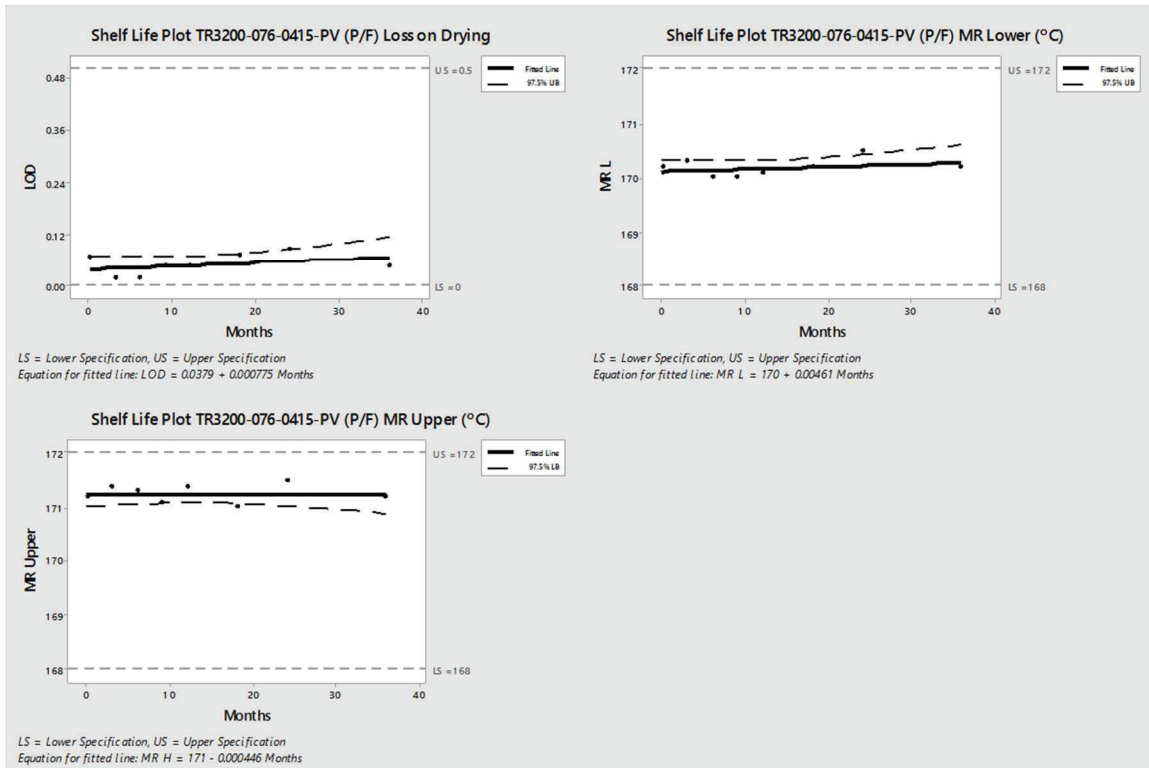 Shelf Life Plot TR3200-076-0415-PV (P/F) Loss on Drying
US =0.5
Fitted Line
97.5% UB
0.48
0.36
0.24
0.12
0.00
LOD
LS =0
0 10 20 30 40
Months
LS = Lower Specification, US = Upper Specification
Equation for fitted line: LOD = 0.0379 + 0.000775 Months
Shelf Life Plot TR3200-076-0415-PV (P/F) MR Lower (°C)
US =172
Fitted Line
97.5% UB
172
171
170
169
168
MR L
LS =168
0 10 20 30 40
Months
LS = Lower Specification, US = Upper Specification
Equation for fitted line: MR L = 170 + 0.00461 Months
Shelf Life Plot TR3200-076-0415-PV (P/F) MR Upper (°C)
US =172
Fitted Line
97.5% LB
172
171
170
169
168
MR Upper
LS =168
0 10 20 30 40
Months
LS = Lower Specification, US = Upper Specification
Equation for fitted line: MR H = 171 - 0.000446 Months